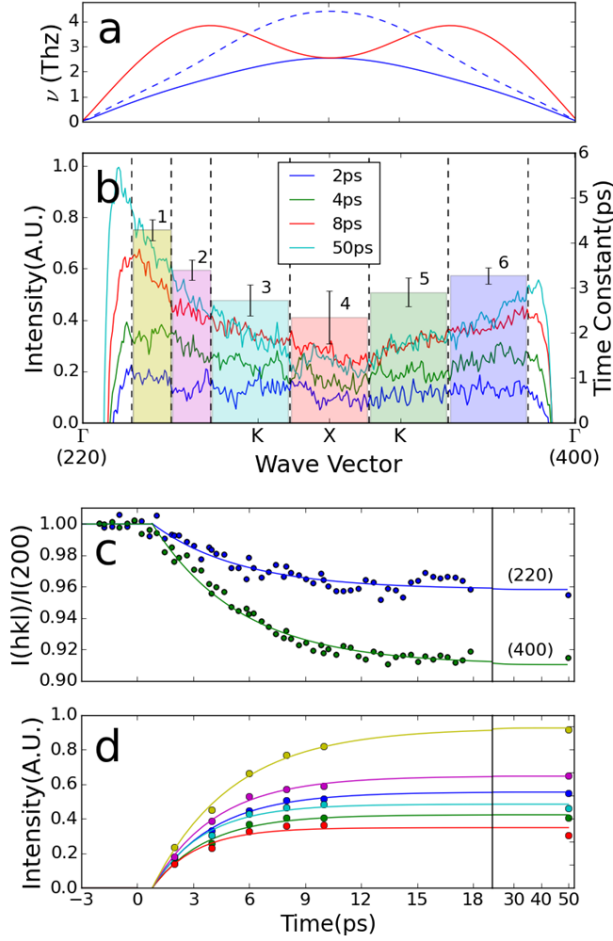 a
ν (Thz)
4
3
2
1
0
b
Intensity(A.U.)
1.0
0.8
0.6
0.4
0.2
0.0
2ps
4ps
8ps
50ps
1
2
3
4
5
6
6
5
4
3
2
1
0
Time Constant(ps)
Γ K X K Γ
(220) Wave Vector (400)
c
I(hkl)/I(200)
1.00
0.98
0.96
0.94
0.92
0.90
(220)
(400)
d
Intensity(A.U.)
1.0
0.8
0.6
0.4
0.2
0.0
−3 0 3 6 9 12 15 18 30 40 50
Time(ps)